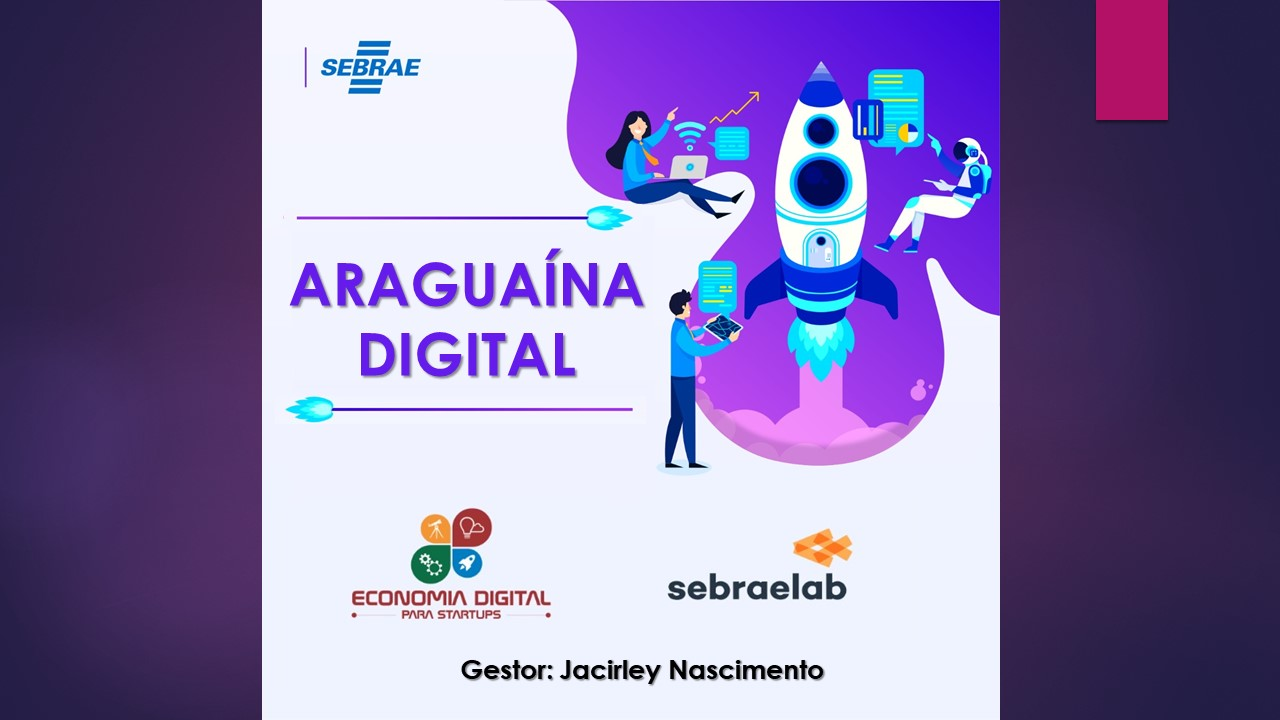 SEBRAE
ARAGUAÍNA
DIGITAL
ECONOMIA DIGITAL
PARA STARTUPS
sebraelab
Gestor: Jacirley Nascimento